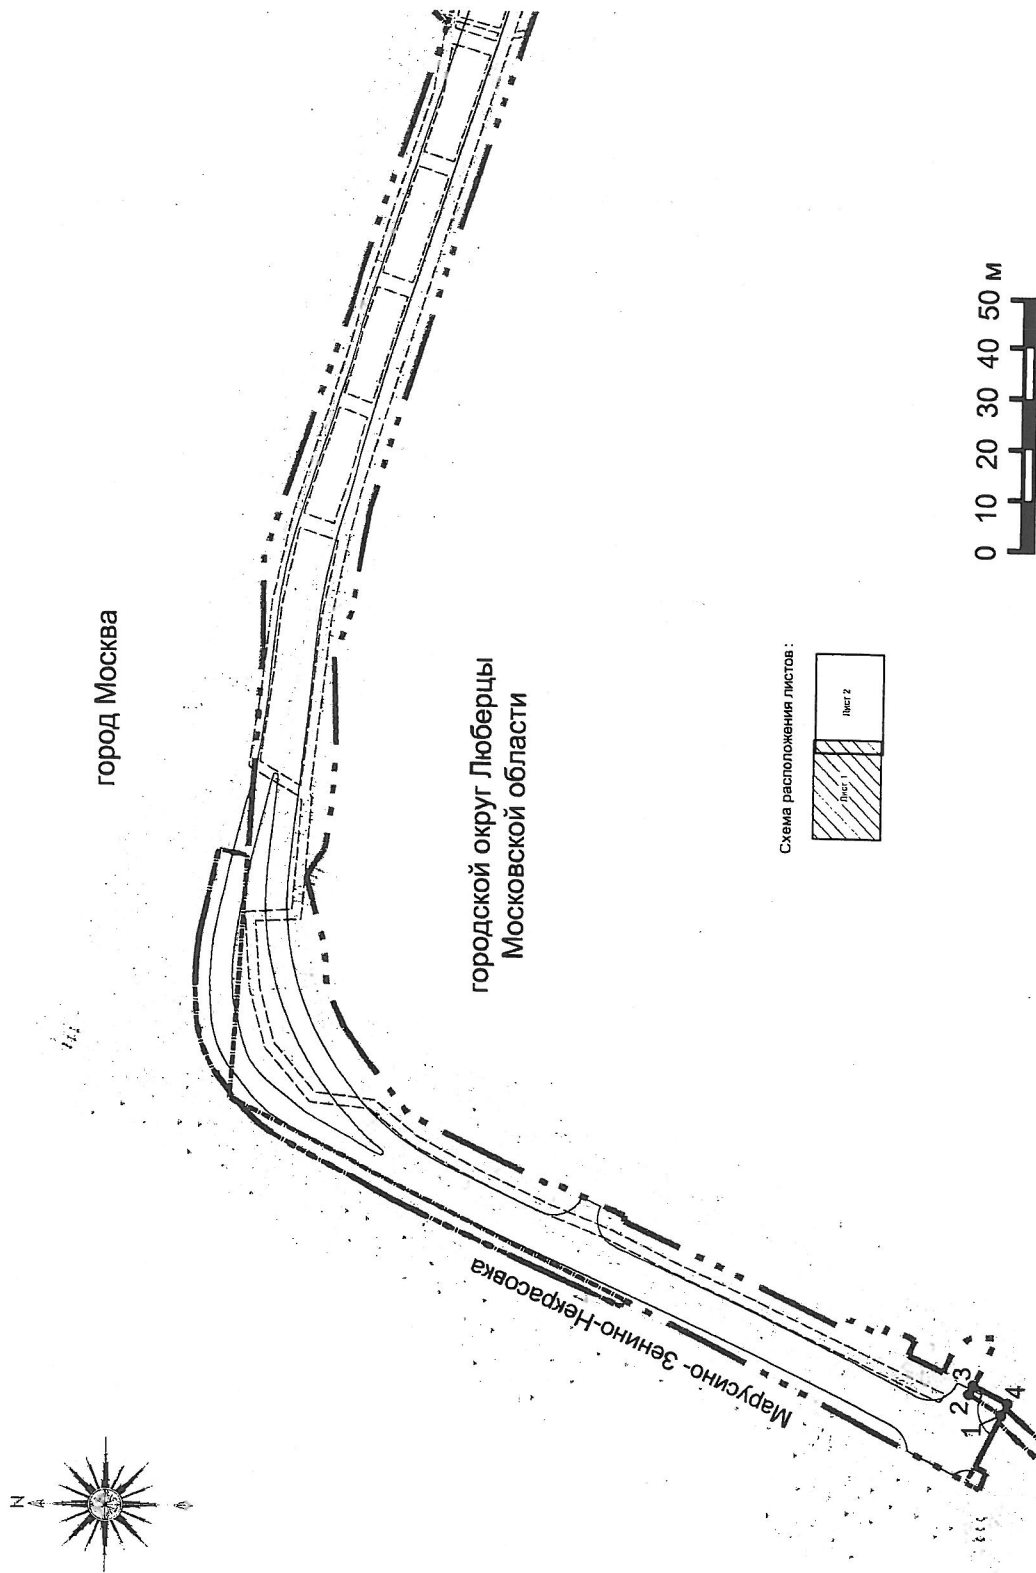 N
город Москва
городской округ Люберцы
Московской области
Марусино- Зенино-Некрасовка
1
2
3
4
Схема расположения листов :
Лист 1
Лист 2
0 10 20 30 40 50 м